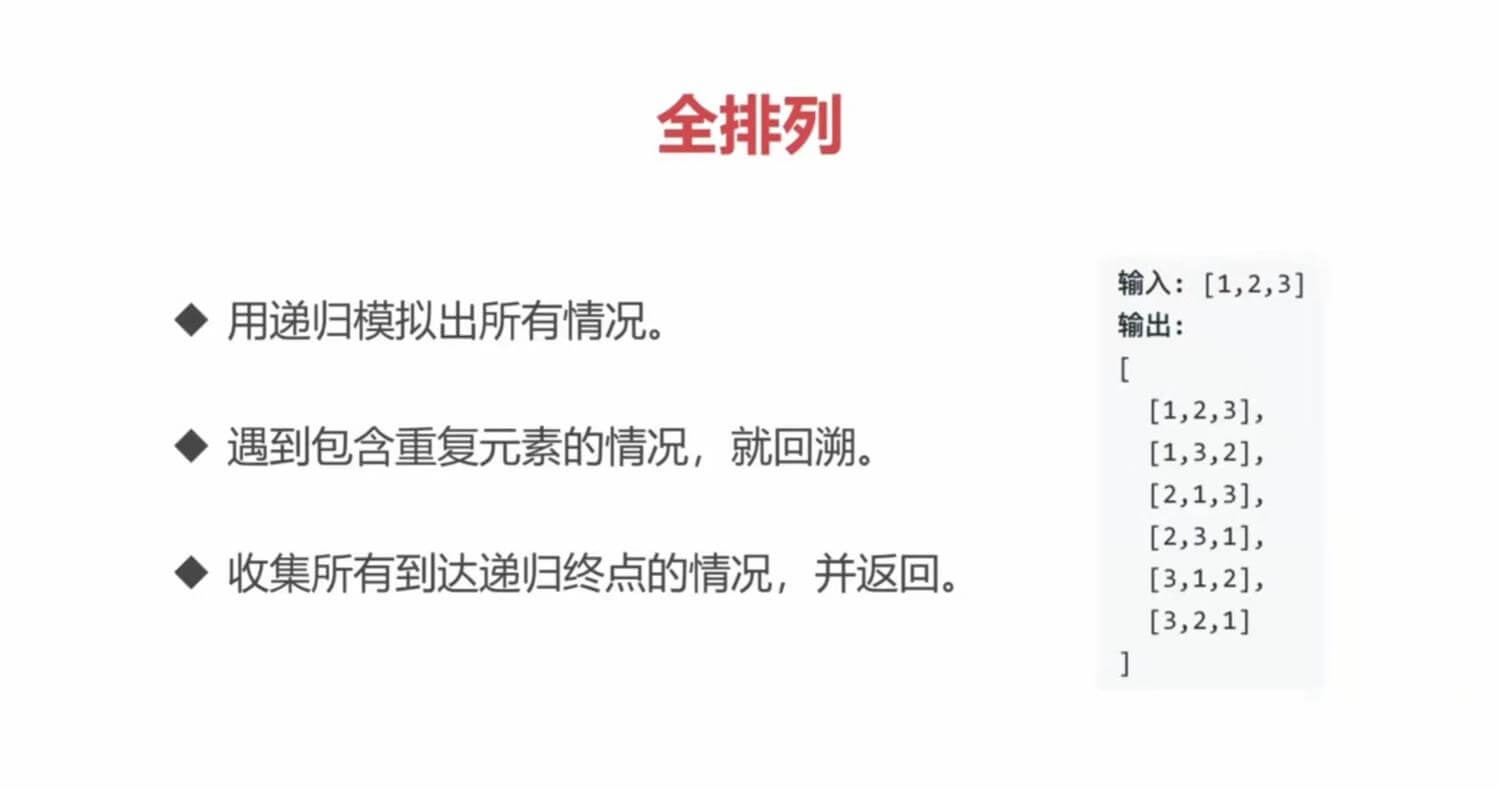 全排列
◆ 用递归模拟出所有情况。
◆ 遇到包含重复元素的情况，就回溯。
◆ 收集所有到达递归终点的情况，并返回。
输入: [1,2,3]
输出:
[
  [1,2,3],
  [1,3,2],
  [2,1,3],
  [2,3,1],
  [3,1,2],
  [3,2,1]
]